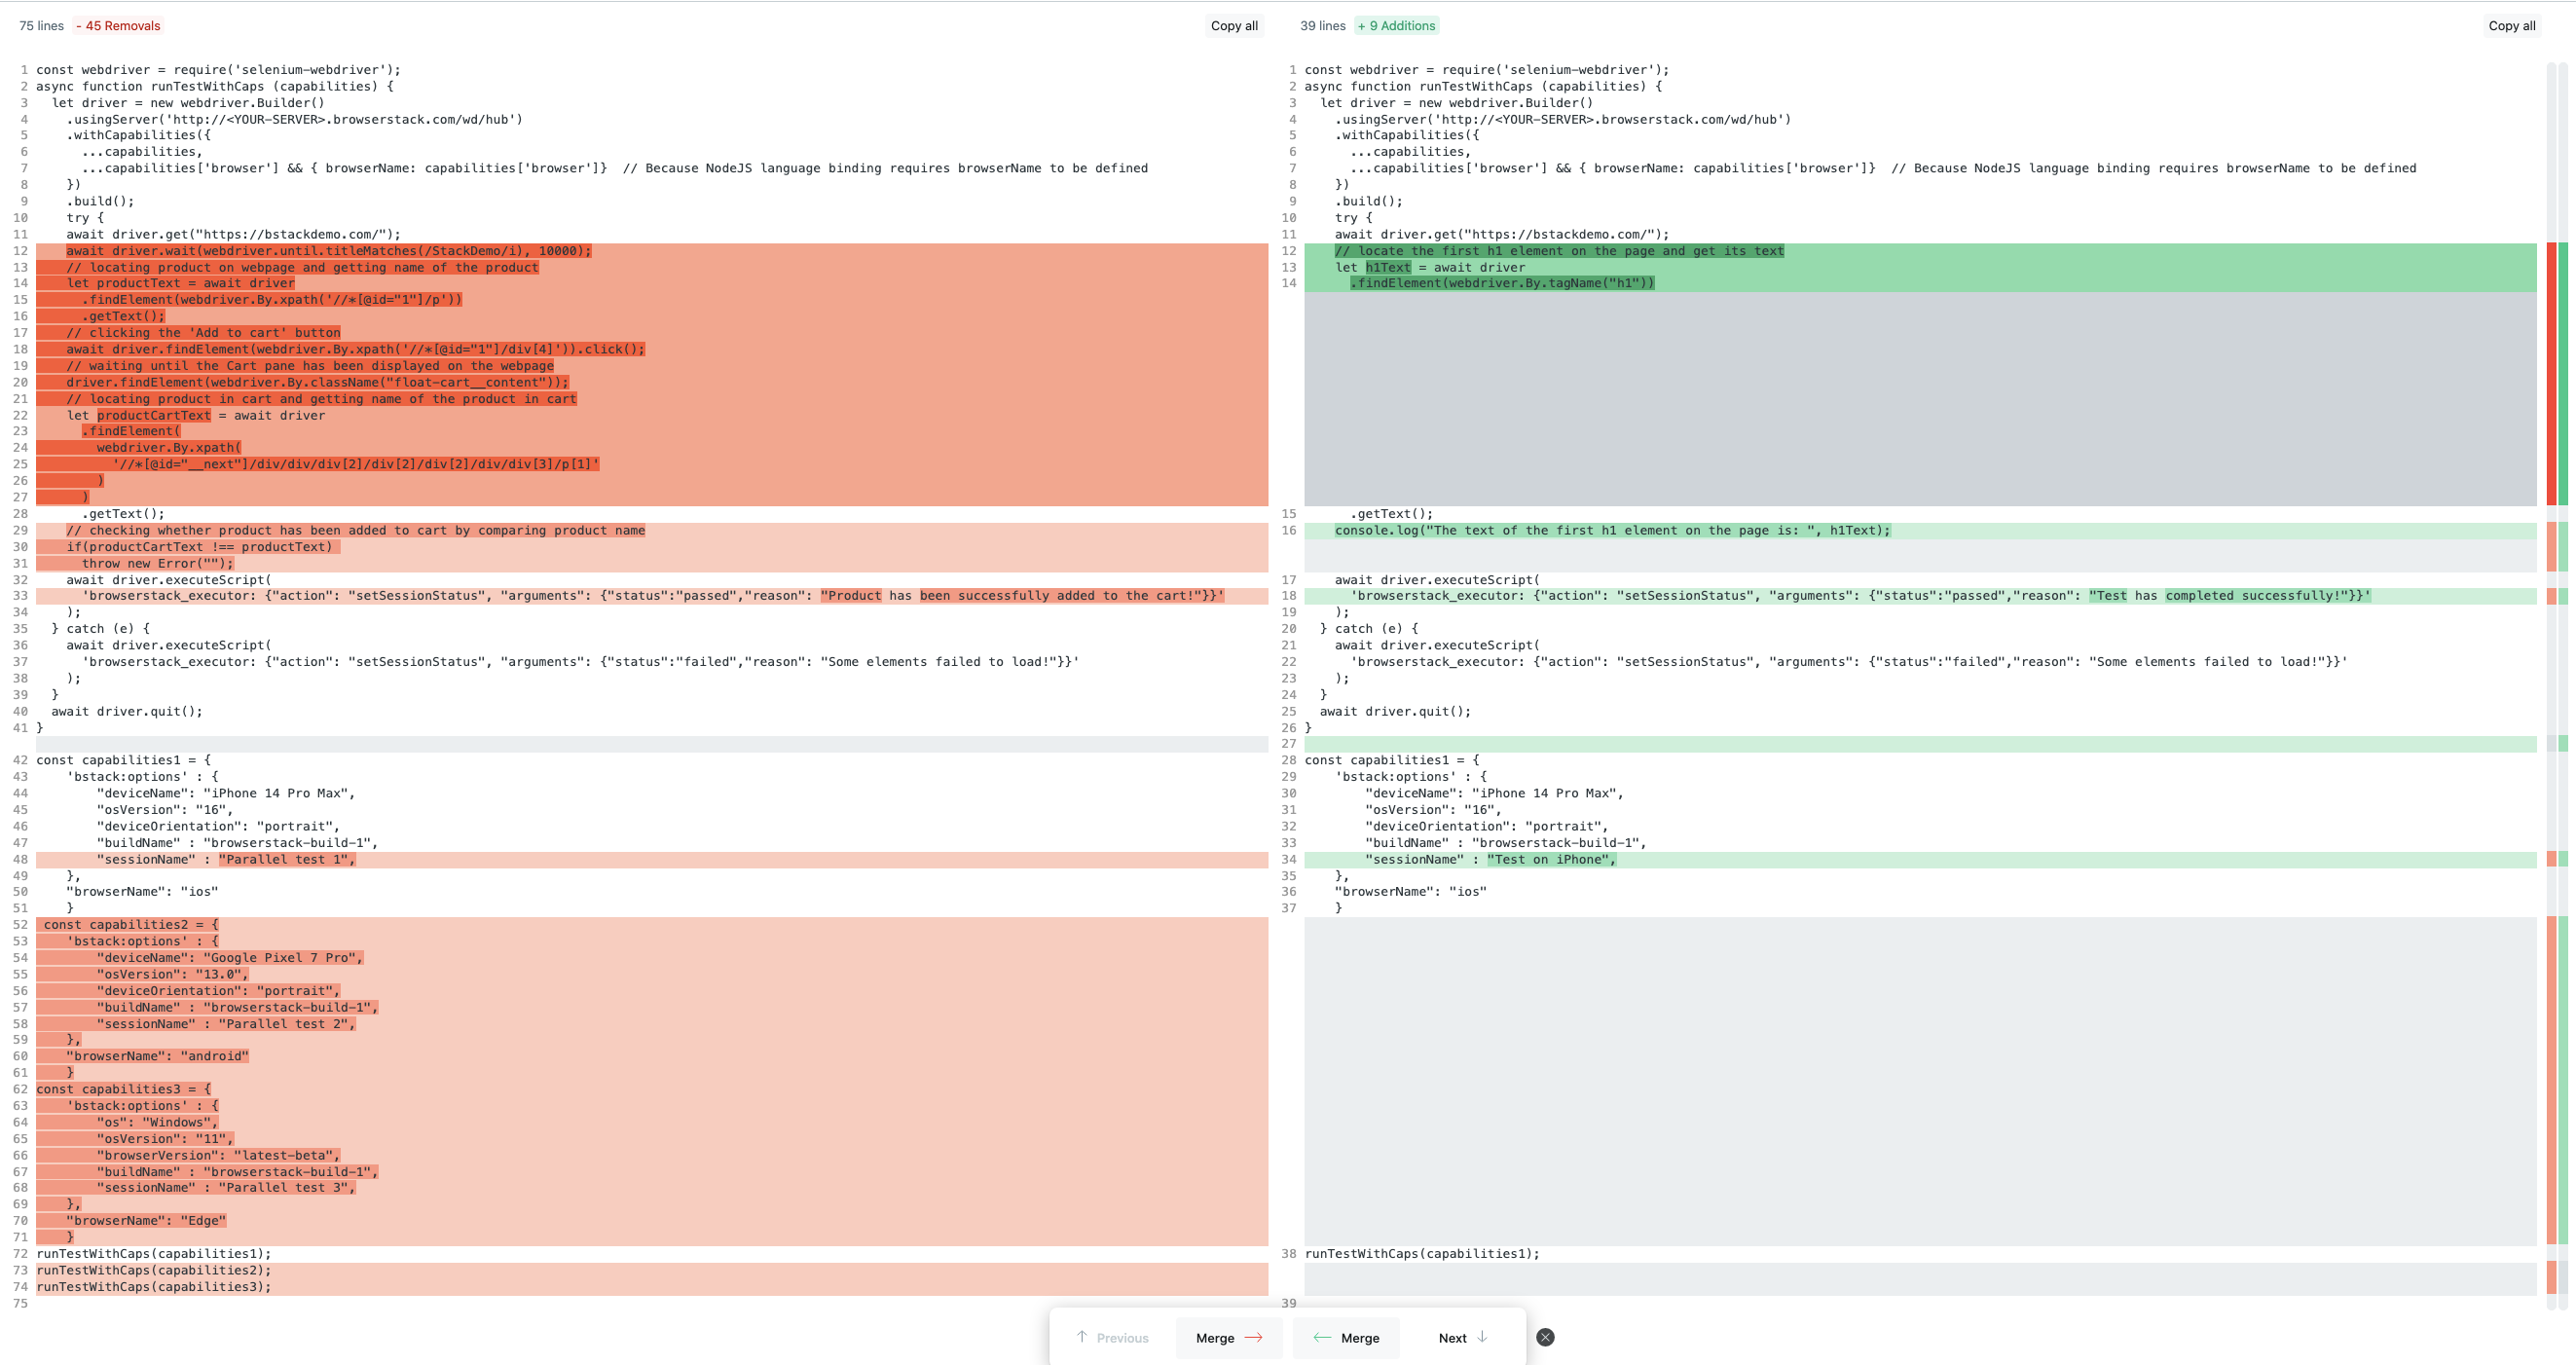 75 lines - 45 Removals Copy all
1 const webdriver = require('selenium-webdriver');
2 async function runTestWithCaps (capabilities) {
3 let driver = new webdriver.Builder()
4 .usingServer('http://<YOUR-SERVER>.browserstack.com/wd/hub')
5 .withCapabilities({
6 ...capabilities,
7 ...capabilities['browser'] && { browserName: capabilities['browser']} // Because NodeJS language binding requires browserName to be defined
8 })
9 .build();
10 try {
11 await driver.get("https://bstackdemo.com/");
12 await driver.wait(webdriver.until.titleMatches(/StackDemo/i), 10000);
13 // locating product on webpage and getting name of the product
14 let productText = await driver
15 .findElement(webdriver.By.xpath('//*[@id="1"]/p'))
16 .getText();
17 // clicking the 'Add to cart' button
18 await driver.findElement(webdriver.By.xpath('//*[@id="1"]/div[4]')).click();
19 // waiting until the Cart pane has been displayed on the webpage
20 driver.findElement(webdriver.By.className("float-cart__content"));
21 // locating product in cart and getting name of the product in cart
22 let productCartText = await driver
23 .findElement(
24 webdriver.By.xpath(
25 '//*[@id="__next"]/div/div/div[2]/div[2]/div[2]/div/div[3]/p[1]'
26 )
27 )
28 .getText();
29 // checking whether product has been added to cart by comparing product name
30 if(productCartText !== productText)
31 throw new Error("");
32 await driver.executeScript(
33 'browserstack_executor: {"action": "setSessionStatus", "arguments": {"status":"passed","reason": "Product has been successfully added to the cart!"}}'
34 );
35 } catch (e) {
36 await driver.executeScript(
37 'browserstack_executor: {"action": "setSessionStatus", "arguments": {"status":"failed","reason": "Some elements failed to load!"}}'
38 );
39 }
40 await driver.quit();
41 }
42 const capabilities1 = {
43 'bstack:options' : {
44 "deviceName": "iPhone 14 Pro Max",
45 "osVersion": "16",
46 "deviceOrientation": "portrait",
47 "buildName" : "browserstack-build-1",
48 "sessionName" : "Parallel test 1",
49 },
50 "browserName": "ios"
51 }
52 const capabilities2 = {
53 'bstack:options' : {
54 "deviceName": "Google Pixel 7 Pro",
55 "osVersion": "13.0",
56 "deviceOrientation": "portrait",
57 "buildName" : "browserstack-build-1",
58 "sessionName" : "Parallel test 2",
59 },
60 "browserName": "android"
61 }
62 const capabilities3 = {
63 'bstack:options' : {
64 "os": "Windows",
65 "osVersion": "11",
66 "browserVersion": "latest-beta",
67 "buildName" : "browserstack-build-1",
68 "sessionName" : "Parallel test 3",
69 },
70 "browserName": "Edge"
71 }
72 runTestWithCaps(capabilities1);
73 runTestWithCaps(capabilities2);
74 runTestWithCaps(capabilities3);
75
39 lines + 9 Additions Copy all
1 const webdriver = require('selenium-webdriver');
2 async function runTestWithCaps (capabilities) {
3 let driver = new webdriver.Builder()
4 .usingServer('http://<YOUR-SERVER>.browserstack.com/wd/hub')
5 .withCapabilities({
6 ...capabilities,
7 ...capabilities['browser'] && { browserName: capabilities['browser']} // Because NodeJS language binding requires browserName to be defined
8 })
9 .build();
10 try {
11 await driver.get("https://bstackdemo.com/");
12 // locate the first h1 element on the page and get its text
13 let h1Text = await driver
14 .findElement(webdriver.By.tagName("h1"))
15 .getText();
16 console.log("The text of the first h1 element on the page is: ", h1Text);
17 await driver.executeScript(
18 'browserstack_executor: {"action": "setSessionStatus", "arguments": {"status":"passed","reason": "Test has completed successfully!"}}'
19 );
20 } catch (e) {
21 await driver.executeScript(
22 'browserstack_executor: {"action": "setSessionStatus", "arguments": {"status":"failed","reason": "Some elements failed to load!"}}'
23 );
24 }
25 await driver.quit();
26 }
27
28 const capabilities1 = {
29 'bstack:options' : {
30 "deviceName": "iPhone 14 Pro Max",
31 "osVersion": "16",
32 "deviceOrientation": "portrait",
33 "buildName" : "browserstack-build-1",
34 "sessionName" : "Test on iPhone",
35 },
36 "browserName": "ios"
37 }
38 runTestWithCaps(capabilities1);
39
↑ Previous Merge → ← Merge Next ↓